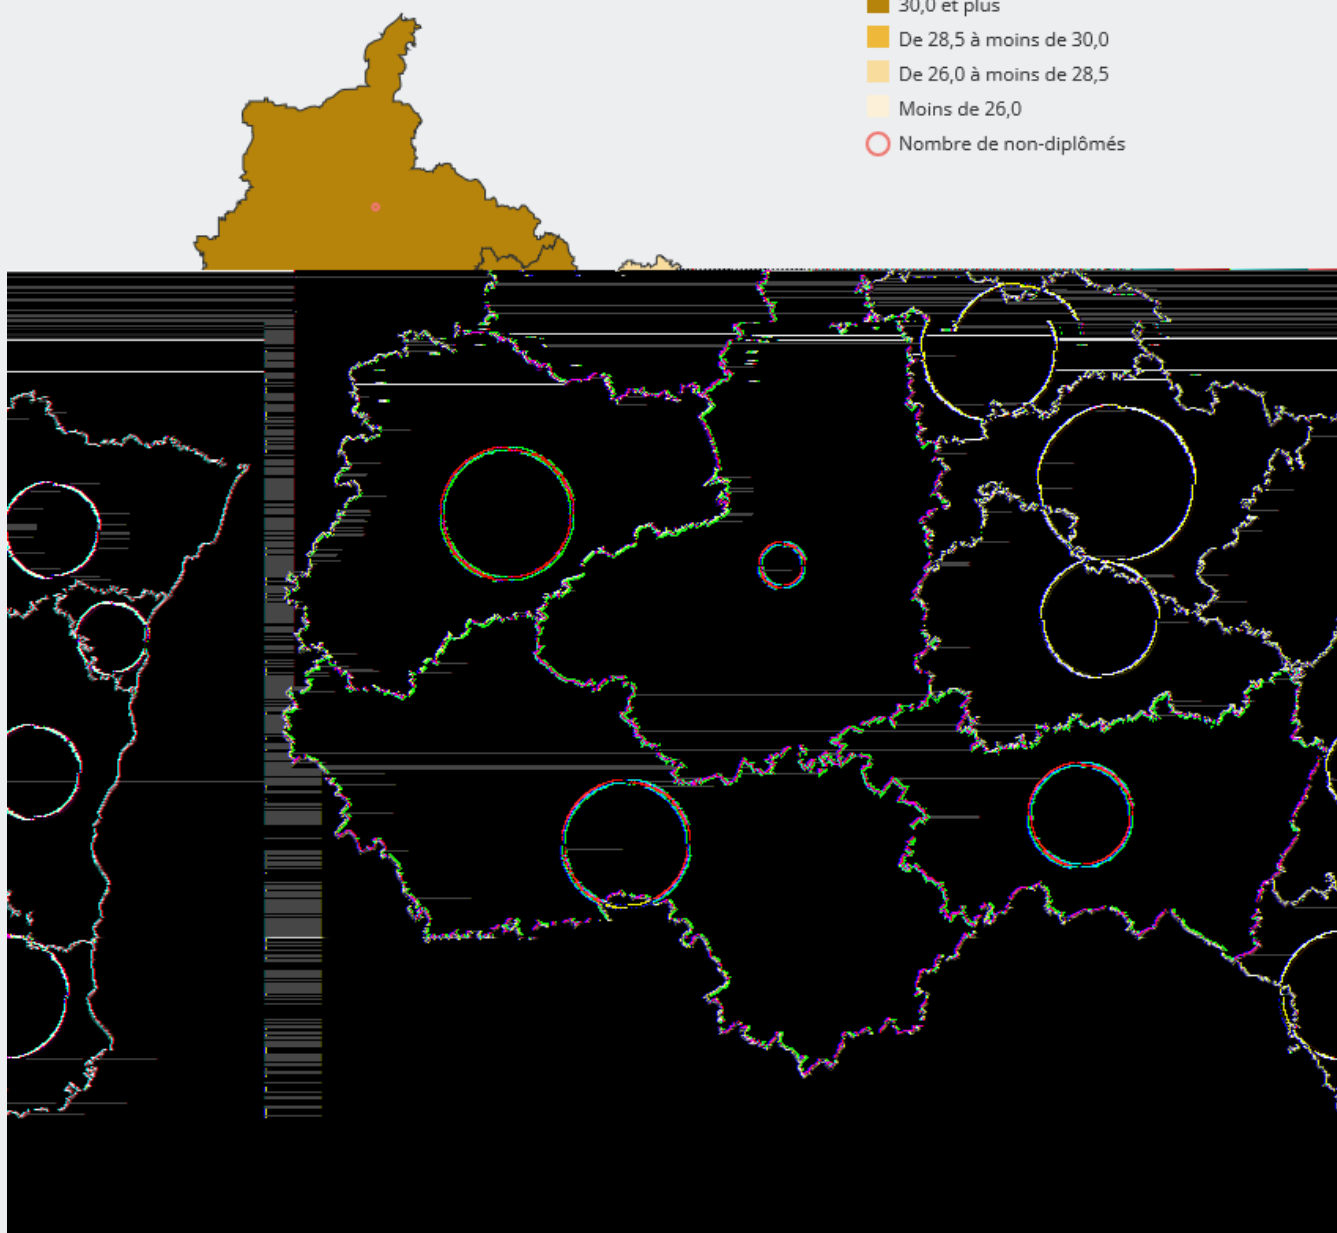 30,0 et plus
De 28,5 à moins de 30,0
De 26,0 à moins de 28,5
Moins de 26,0
Nombre de non-diplômés